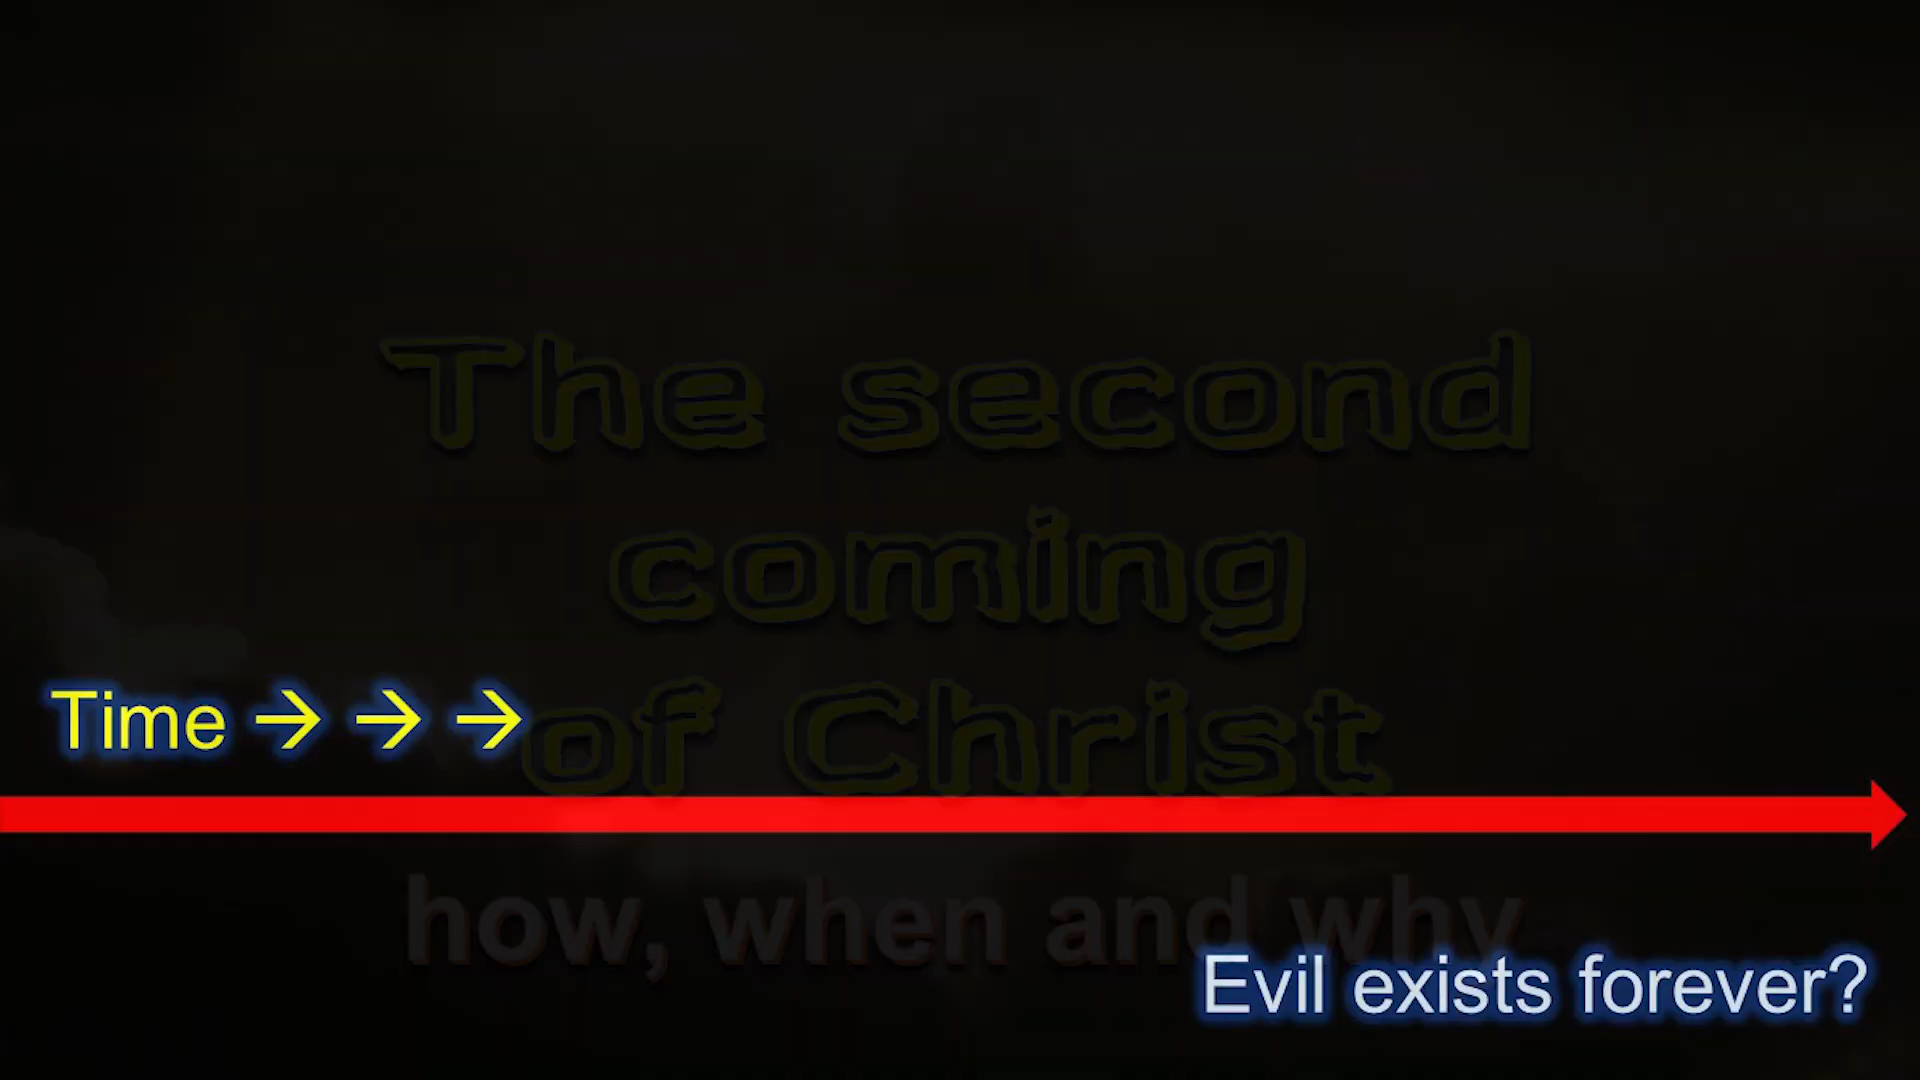 The second
coming
of Christ
Time → → →
how, when and why
Evil exists forever?